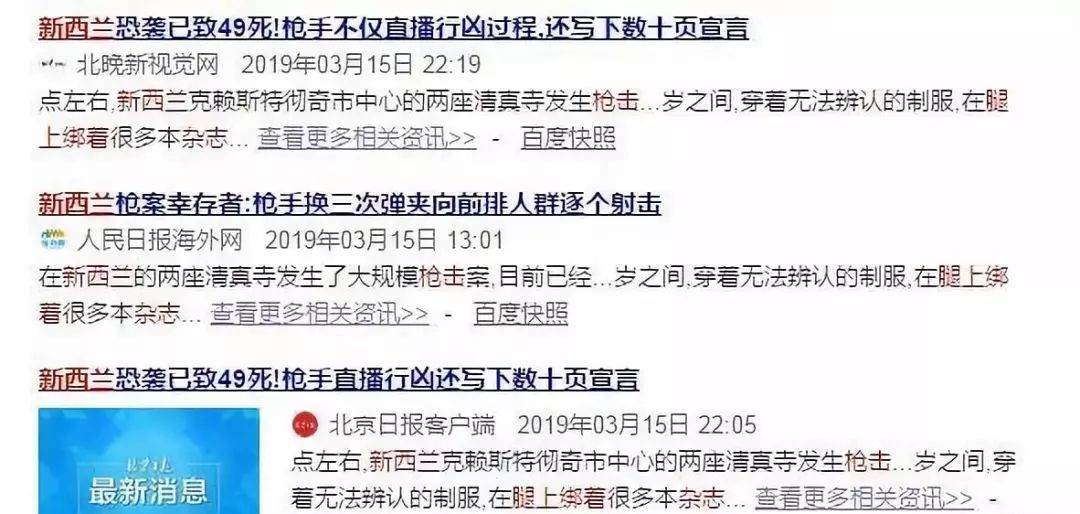 新西兰恐袭已致49死!枪手不仅直播行凶过程,还写下数十页宣言
北晚新视觉网 2019年03月15日 22:19
点左右,新西兰克赖斯特彻奇市中心的两座清真寺发生枪击...岁之间,穿着无法辨认的制服,在腿
上绑着很多本杂志... 查看更多相关资讯>> - 百度快照
新西兰枪案幸存者:枪手换三次弹夹向前排人群逐个射击
人民日报海外网 2019年03月15日 13:01
在新西兰的两座清真寺发生了大规模枪击案,目前已经...岁之间,穿着无法辨认的制服,在腿上绑
着很多本杂志... 查看更多相关资讯>> - 百度快照
新西兰恐袭已致49死!枪手直播行凶还写下数十页宣言
最新消息
北京日报客户端 2019年03月15日 22:05
点左右,新西兰克赖斯特彻奇市中心的两座清真寺发生枪击...岁之间,穿
着无法辨认的制服,在腿上绑着很多本杂志... 查看更多相关资讯>> -